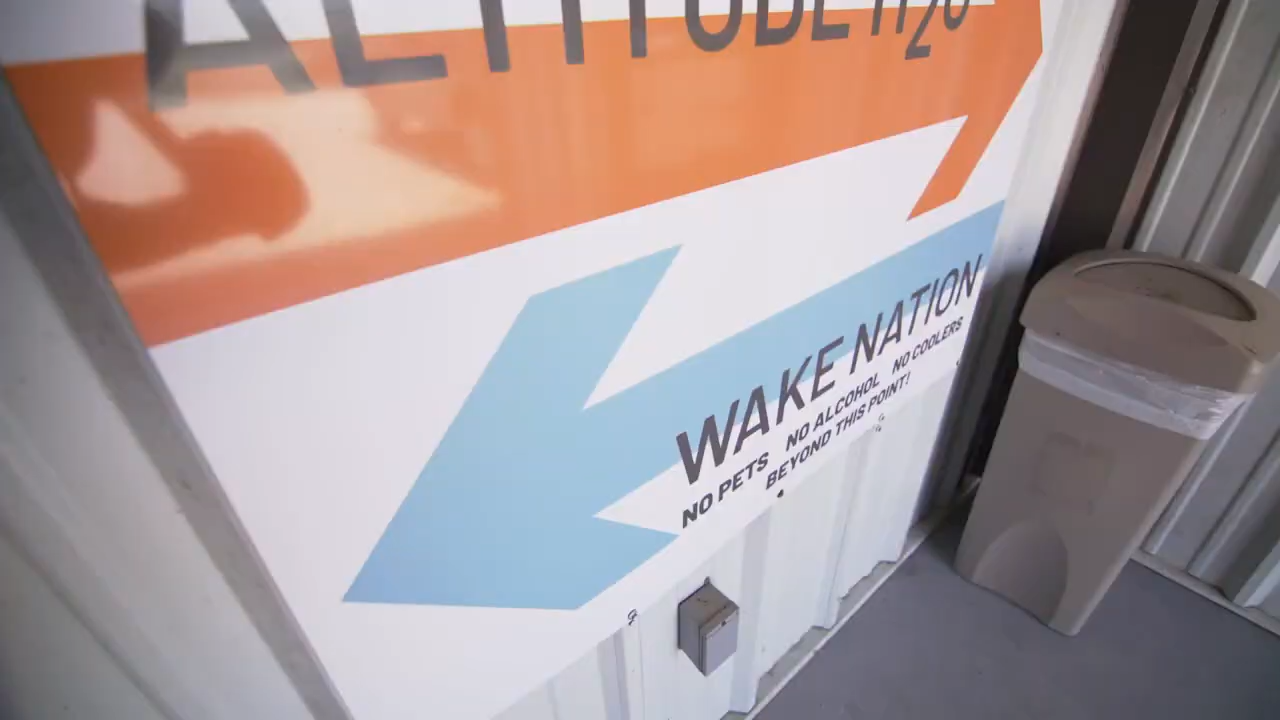 ALTITUDE H2O
WAKE NATION
NO PETS NO ALCOHOL NO COOLERS
BEYOND THIS POINT!